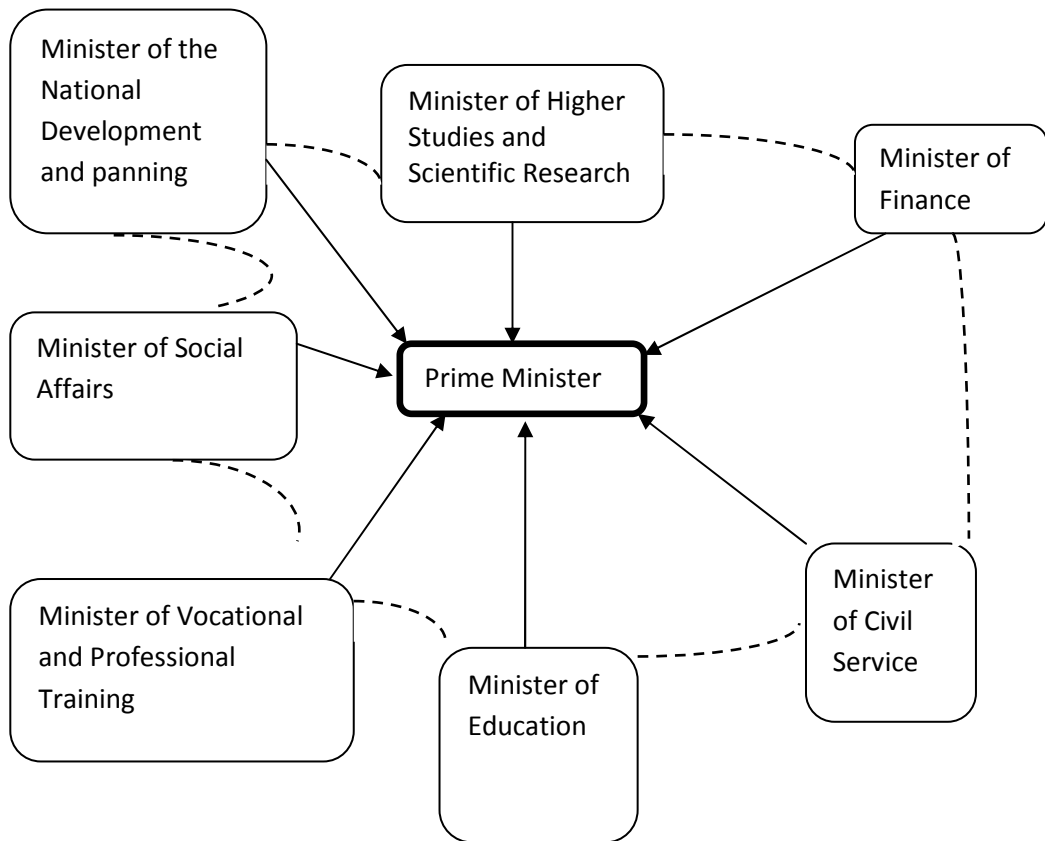 Minister of the
National
Development
and panning
Minister of Higher
Studies and
Scientific Research
Minister of
Finance
Minister of Social
Affairs
Prime Minister
Minister of Vocational
and Professional
Training
Minister of
Education
Minister
of Civil
Service